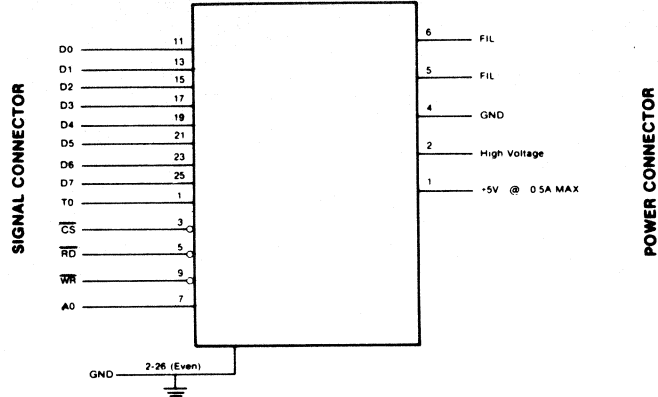 SIGNAL CONNECTOR
D0 11
D1 13
D2 15
D3 17
D4 19
D5 21
D6 23
D7 25
T0 1
CS 3
RD 5
WR 9
A0 7
GND 2-26 (Even)
6 FIL
5 FIL
4 GND
2 High Voltage
1 +5V @ 0 5A MAX
POWER CONNECTOR